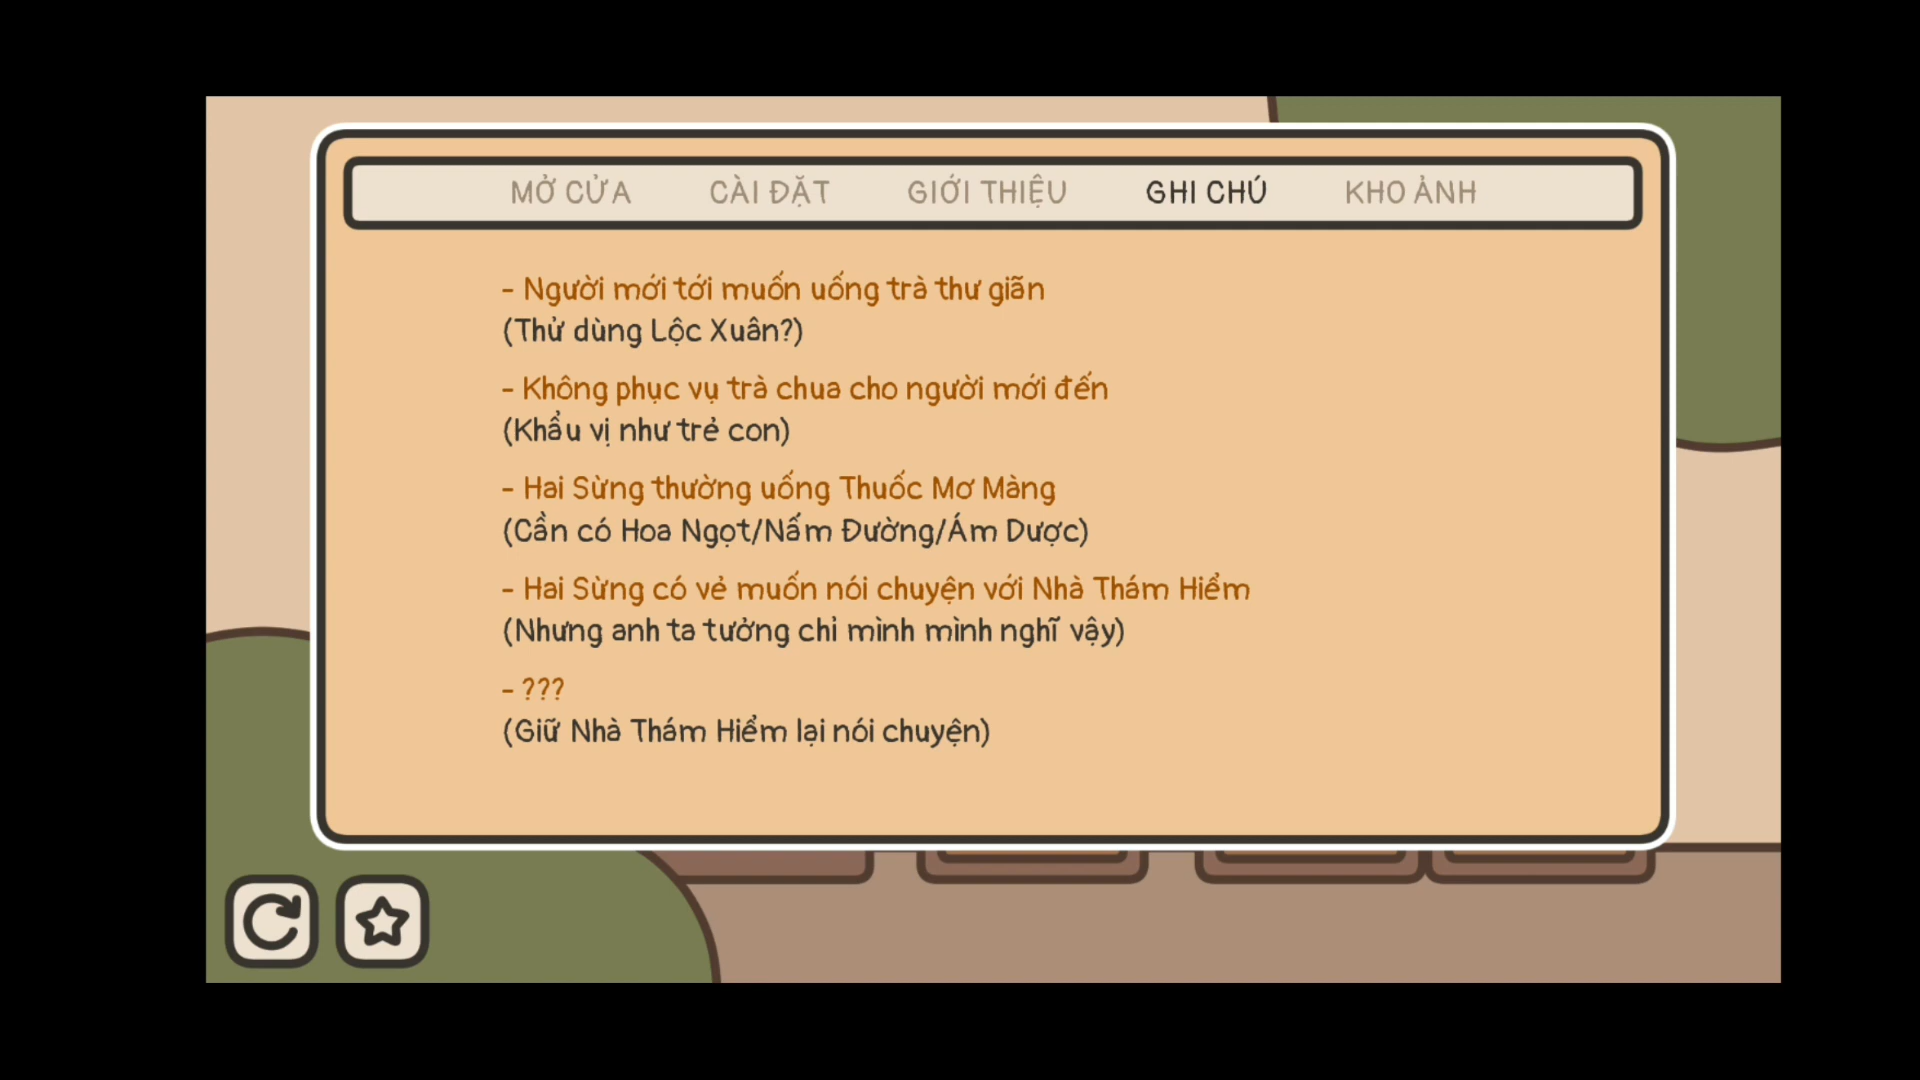 MỞ CỬA CÀI ĐẶT GIỚI THIỆU GHI CHÚ KHO ẢNH
- Người mới tới muốn uống trà thư giãn
(Thử dùng Lộc Xuân?)
- Không phục vụ trà chua cho người mới đến
(Khẩu vị như trẻ con)
- Hai Sừng thường uống Thuốc Mơ Màng
(Cần có Hoa Ngọt/Nấm Đường/Ám Dược)
- Hai Sừng có vẻ muốn nói chuyện với Nhà Thám Hiểm
(Nhưng anh ta tưởng chỉ mình mình nghĩ vậy)
- ???
(Giữ Nhà Thám Hiểm lại nói chuyện)